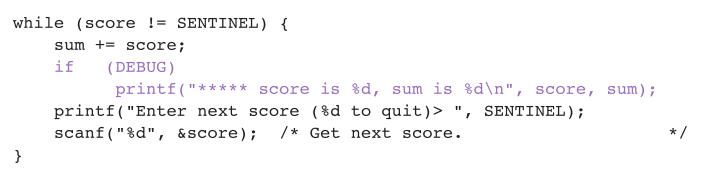 while (score != SENTINEL) {
    sum += score;
    if   (DEBUG)
          printf("***** score is %d, sum is %d\n", score, sum);
    printf("Enter next score (%d to quit)> ", SENTINEL);
    scanf("%d", &score);  /* Get next score.                    */
}